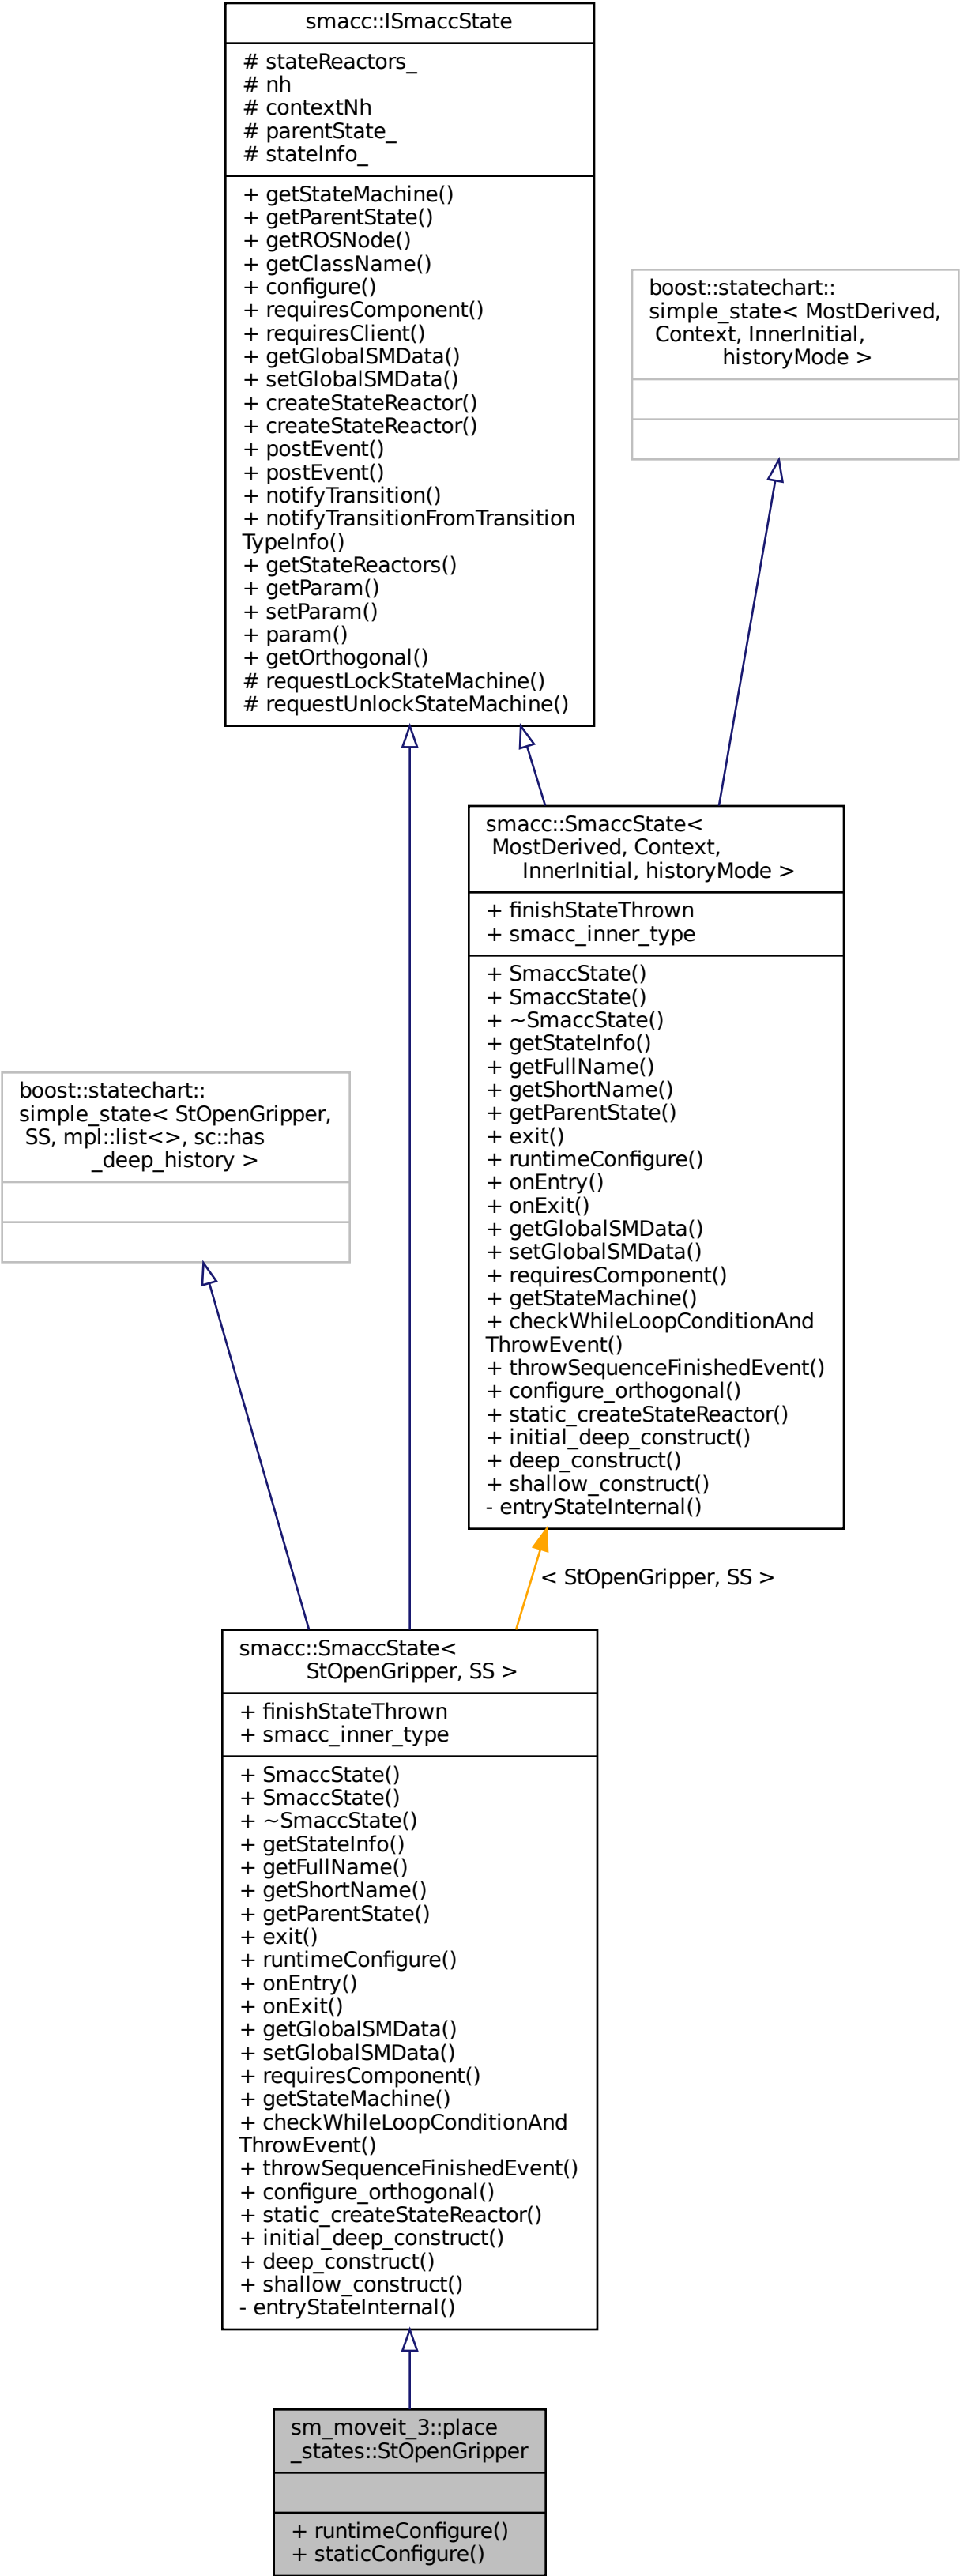 smacc::ISmaccState
# stateReactors_
# nh
# contextNh
# parentState_
# stateInfo_
+ getStateMachine()
+ getParentState()
+ getROSNode()
+ getClassName()
+ configure()
+ requiresComponent()
+ requiresClient()
+ getGlobalSMData()
+ setGlobalSMData()
+ createStateReactor()
+ createStateReactor()
+ postEvent()
+ postEvent()
+ notifyTransition()
+ notifyTransitionFromTransition
TypeInfo()
+ getStateReactors()
+ getParam()
+ setParam()
+ param()
+ getOrthogonal()
# requestLockStateMachine()
# requestUnlockStateMachine()
boost::statechart::
simple_state< MostDerived,
Context, InnerInitial,
historyMode >
smacc::SmaccState<
MostDerived, Context,
InnerInitial, historyMode >
+ finishStateThrown
+ smacc_inner_type
+ SmaccState()
+ SmaccState()
+ ~SmaccState()
+ getStateInfo()
+ getFullName()
+ getShortName()
+ getParentState()
+ exit()
+ runtimeConfigure()
+ onEntry()
+ onExit()
+ getGlobalSMData()
+ setGlobalSMData()
+ requiresComponent()
+ getStateMachine()
+ checkWhileLoopConditionAnd
ThrowEvent()
+ throwSequenceFinishedEvent()
+ configure_orthogonal()
+ static_createStateReactor()
+ initial_deep_construct()
+ deep_construct()
+ shallow_construct()
- entryStateInternal()
boost::statechart::
simple_state< StOpenGripper,
SS, mpl::list<>, sc::has
_deep_history >
< StOpenGripper, SS >
smacc::SmaccState<
StOpenGripper, SS >
+ finishStateThrown
+ smacc_inner_type
+ SmaccState()
+ SmaccState()
+ ~SmaccState()
+ getStateInfo()
+ getFullName()
+ getShortName()
+ getParentState()
+ exit()
+ runtimeConfigure()
+ onEntry()
+ onExit()
+ getGlobalSMData()
+ setGlobalSMData()
+ requiresComponent()
+ getStateMachine()
+ checkWhileLoopConditionAnd
ThrowEvent()
+ throwSequenceFinishedEvent()
+ configure_orthogonal()
+ static_createStateReactor()
+ initial_deep_construct()
+ deep_construct()
+ shallow_construct()
- entryStateInternal()
sm_moveit_3::place
_states::StOpenGripper
+ runtimeConfigure()
+ staticConfigure()